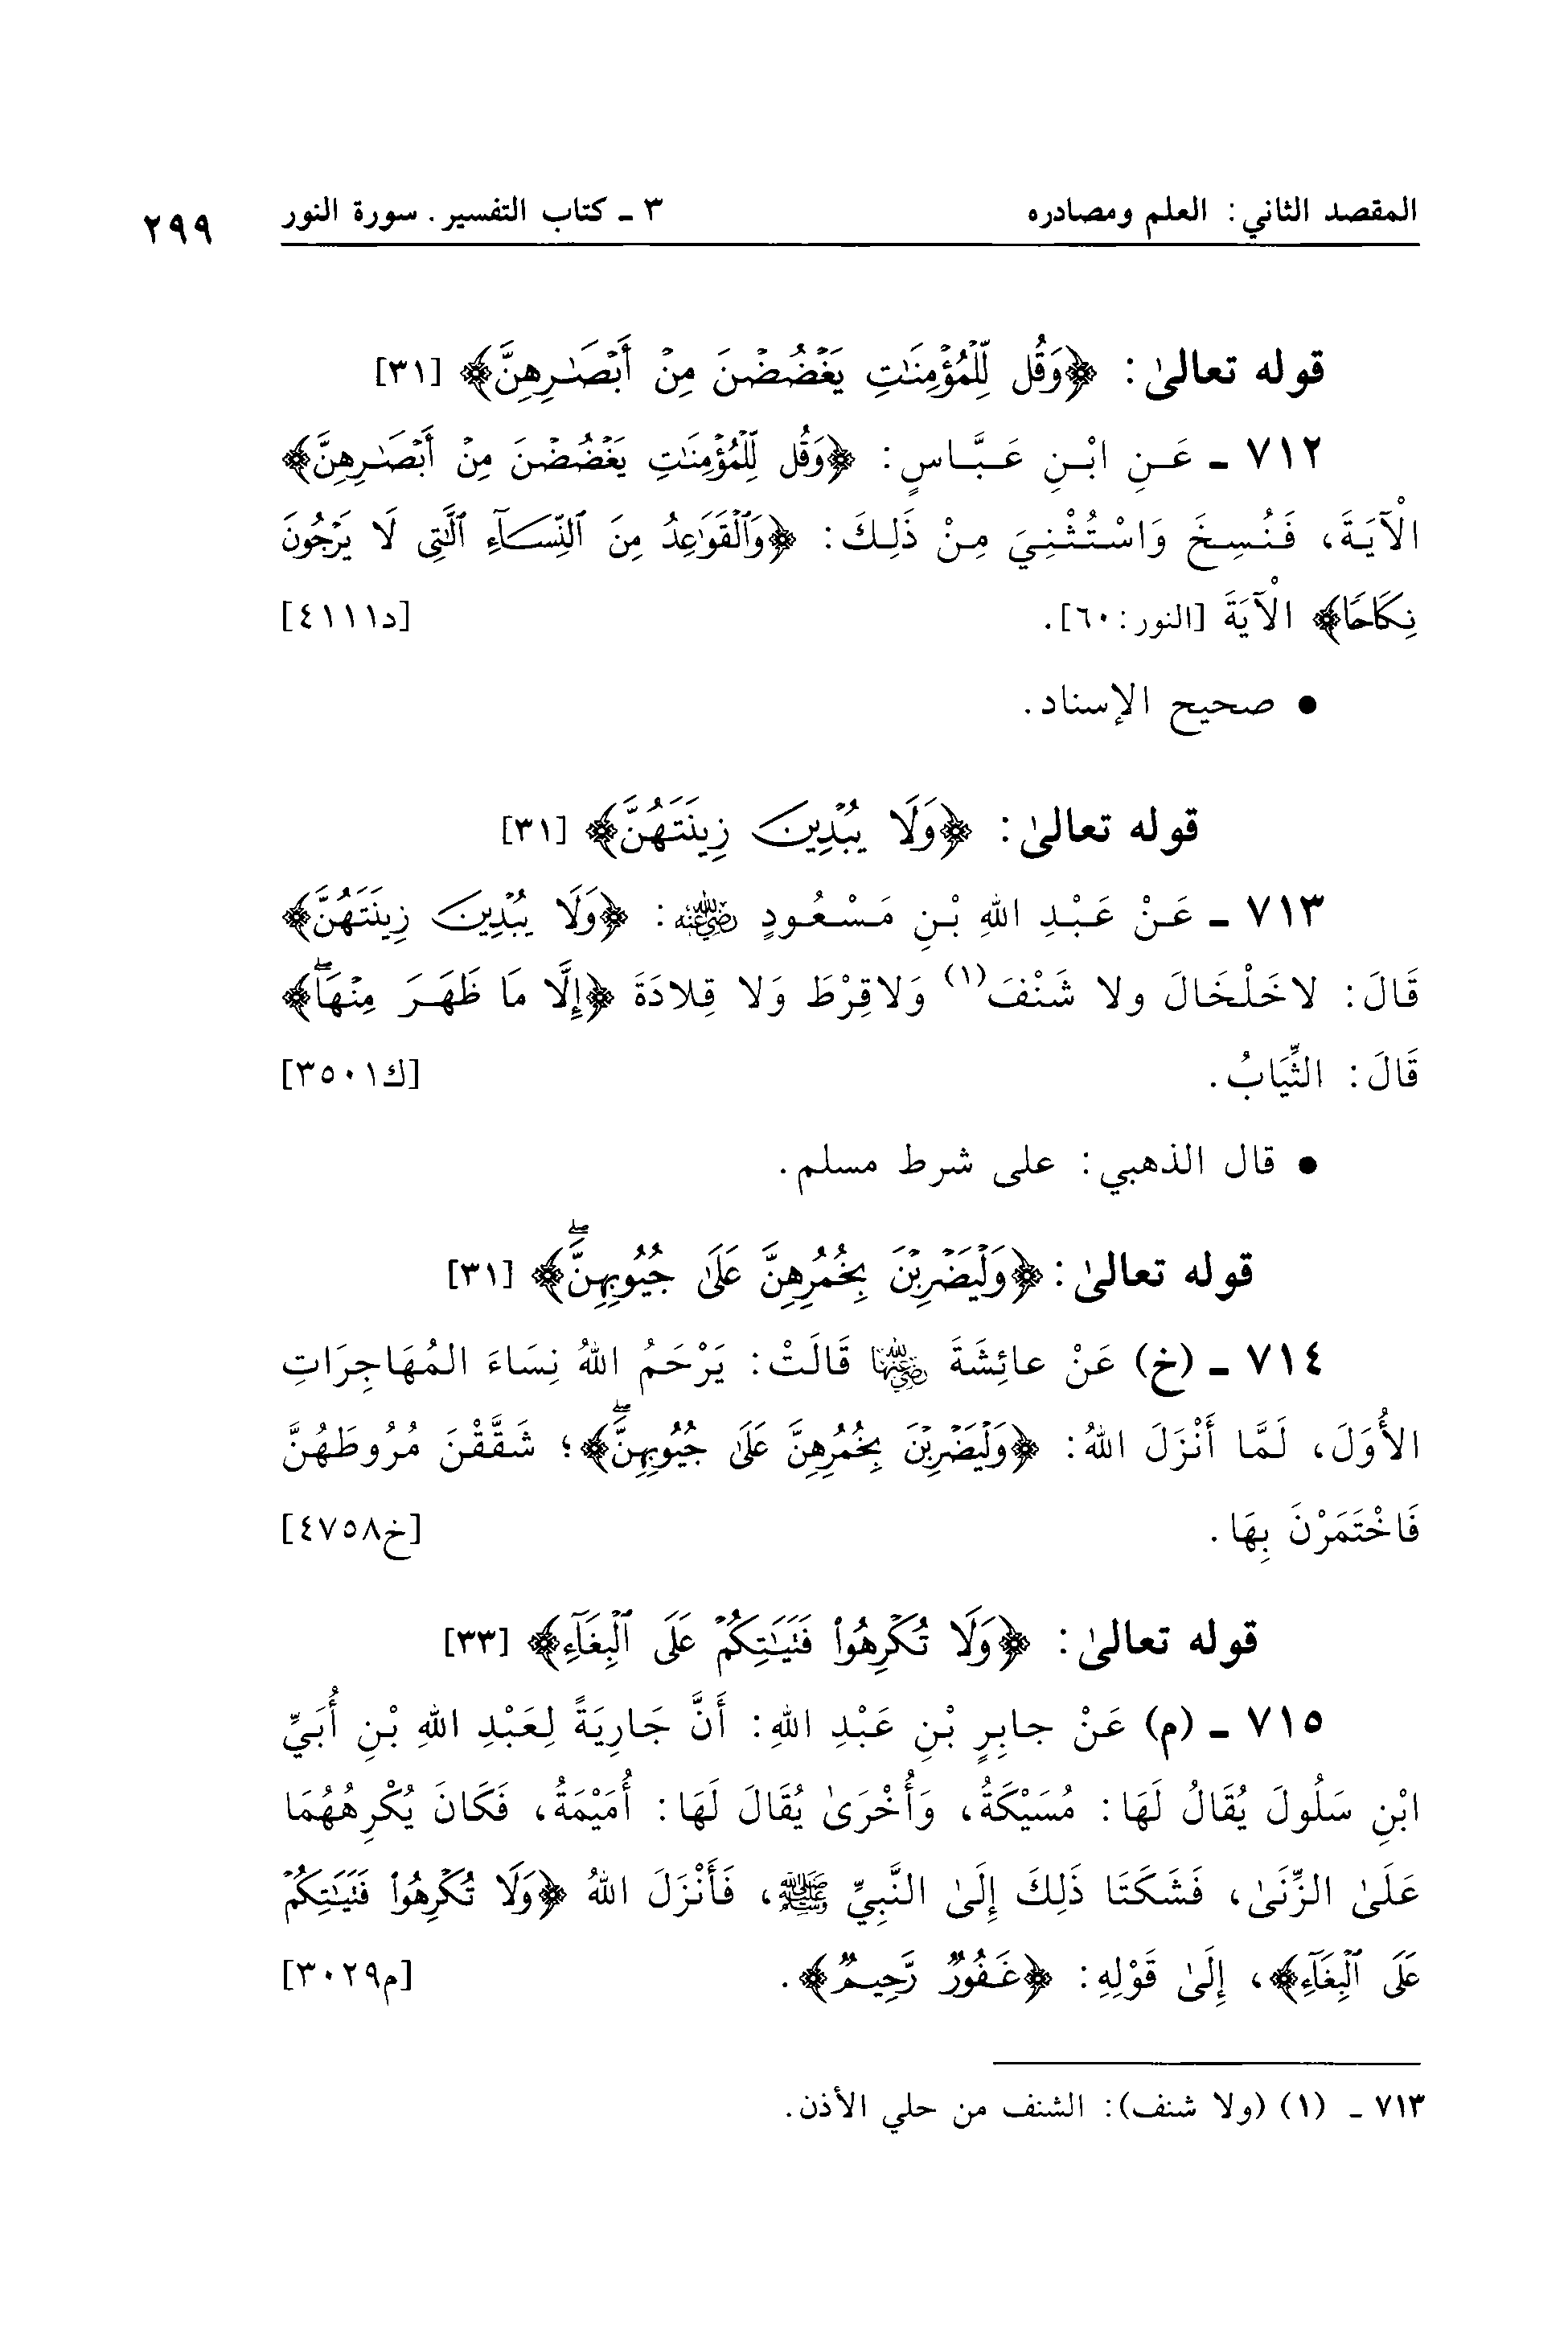 المقصد الثاني: العلم ومصادره ٣ ـ كتاب التفسير. سورة النور ٢٩٩
قوله تعالىٰ: ﴿وَقُل لِّلْمُؤْمِنَـٰتِ يَغْضُضْنَ مِنْ أَبْصَـٰرِهِنَّ﴾ [٣١]
٧١٢ ـ عَنِ ابْنِ عَبَّاسٍ: ﴿وَقُل لِّلْمُؤْمِنَـٰتِ يَغْضُضْنَ مِنْ أَبْصَـٰرِهِنَّ﴾
الْآيَةَ، فَنُسِخَ وَاسْتُثْنِيَ مِنْ ذَلِكَ: ﴿وَٱلْقَوَٰعِدُ مِنَ ٱلنِّسَآءِ ٱلَّٰتِى لَا يَرْجُونَ
نِكَاحًا﴾ الْآيَةَ [النور: ٦٠]. [د٤١١١]
● صحيح الإسناد.
قوله تعالىٰ: ﴿وَلَا يُبْدِينَ زِينَتَهُنَّ﴾ [٣١]
٧١٣ ـ عَنْ عَبْدِ اللهِ بْنِ مَسْعُودٍ رضي الله عنه: ﴿وَلَا يُبْدِينَ زِينَتَهُنَّ﴾
قَالَ: لاخَلْخَالَ ولا شَنْفَ(١) وَلاقِرْطَ وَلا قِلادَةَ ﴿إِلَّا مَا ظَهَرَ مِنْهَاۖ﴾
قَالَ: الثِّيَابُ. [ك٣٥٠١]
● قال الذهبي: على شرط مسلم.
قوله تعالىٰ: ﴿وَلْيَضْرِبْنَ بِخُمُرِهِنَّ عَلَىٰ جُيُوبِهِنَّۖ﴾ [٣١]
٧١٤ ـ (خ) عَنْ عائِشَةَ رضي الله عنها قَالَتْ: يَرْحَمُ اللهُ نِسَاءَ المُهَاجِرَاتِ
الأُوَلَ، لَمَّا أَنْزَلَ اللهُ: ﴿وَلْيَضْرِبْنَ بِخُمُرِهِنَّ عَلَىٰ جُيُوبِهِنَّۖ﴾؛ شَقَّقْنَ مُرُوطَهُنَّ
فَاخْتَمَرْنَ بِهَا. [خ٤٧٥٨]
قوله تعالىٰ: ﴿وَلَا تُكْرِهُوا۟ فَتَيَـٰتِكُمْ عَلَى ٱلْبِغَآءِ﴾ [٣٣]
٧١٥ ـ (م) عَنْ جابِرٍ بْنِ عَبْدِ اللهِ: أَنَّ جَارِيَةً لِعَبْدِ اللهِ بْنِ أُبَيِّ
ابْنِ سَلُولَ يُقَالُ لَهَا: مُسَيْكَةُ، وَأُخْرَىٰ يُقَالَ لَهَا: أُمَيْمَةُ، فَكَانَ يُكْرِهُهُمَا
عَلَىٰ الزِّنَىٰ، فَشَكَتَا ذَلِكَ إِلَىٰ النَّبِيِّ ﷺ، فَأَنْزَلَ اللهُ ﴿وَلَا تُكْرِهُوا۟ فَتَيَـٰتِكُمْ
عَلَى ٱلْبِغَآءِ﴾، إِلَىٰ قَوْلِهِ: ﴿غَفُورٌ رَّحِيمٌ﴾. [م٣٠٢٩]
٧١٣ ـ (١) (ولا شنف): الشنف من حلي الأذن.